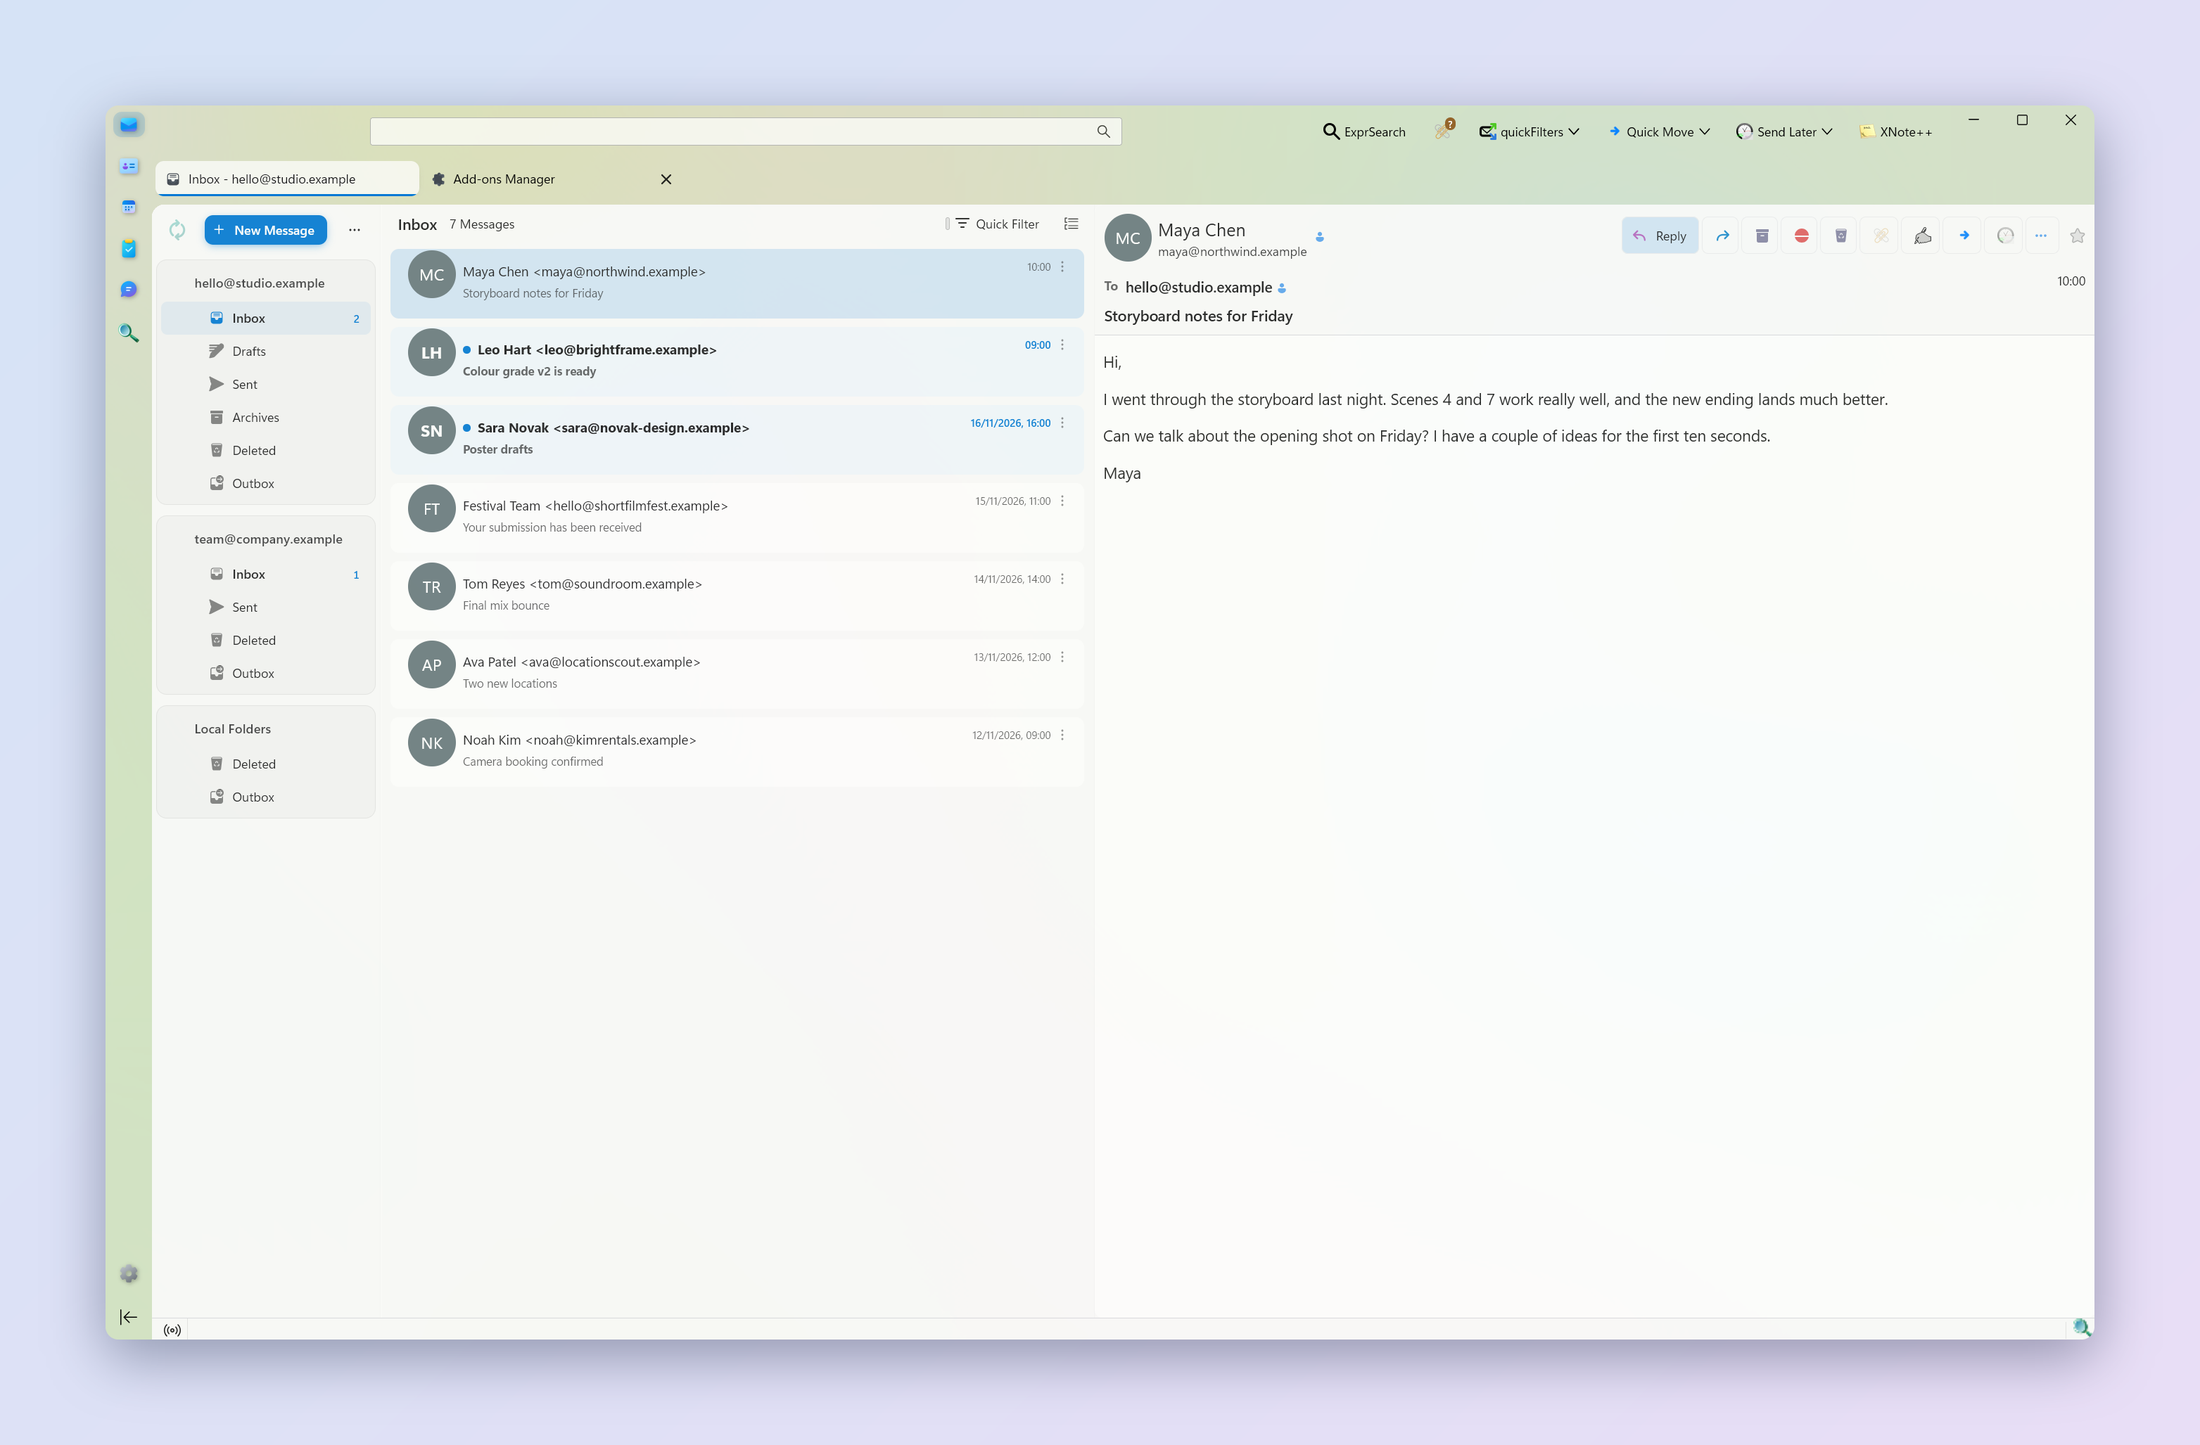 ExprSearch
?
quickFilters
Quick Move
Send Later
XNote++
Inbox - hello@studio.example
Add-ons Manager
New Message
hello@studio.example
Inbox 2
Drafts
Sent
Archives
Deleted
Outbox
team@company.example
Inbox 1
Sent
Deleted
Outbox
Local Folders
Deleted
Outbox
Inbox 7 Messages
Quick Filter
MC
Maya Chen <maya@northwind.example> 10:00
Storyboard notes for Friday
LH
Leo Hart <leo@brightframe.example> 09:00
Colour grade v2 is ready
SN
Sara Novak <sara@novak-design.example> 16/11/2026, 16:00
Poster drafts
FT
Festival Team <hello@shortfilmfest.example> 15/11/2026, 11:00
Your submission has been received
TR
Tom Reyes <tom@soundroom.example> 14/11/2026, 14:00
Final mix bounce
AP
Ava Patel <ava@locationscout.example> 13/11/2026, 12:00
Two new locations
NK
Noah Kim <noah@kimrentals.example> 12/11/2026, 09:00
Camera booking confirmed
MC
Maya Chen
maya@northwind.example
Reply
To hello@studio.example
10:00
Storyboard notes for Friday
Hi,
I went through the storyboard last night. Scenes 4 and 7 work really well, and the new ending lands much better.
Can we talk about the opening shot on Friday? I have a couple of ideas for the first ten seconds.
Maya